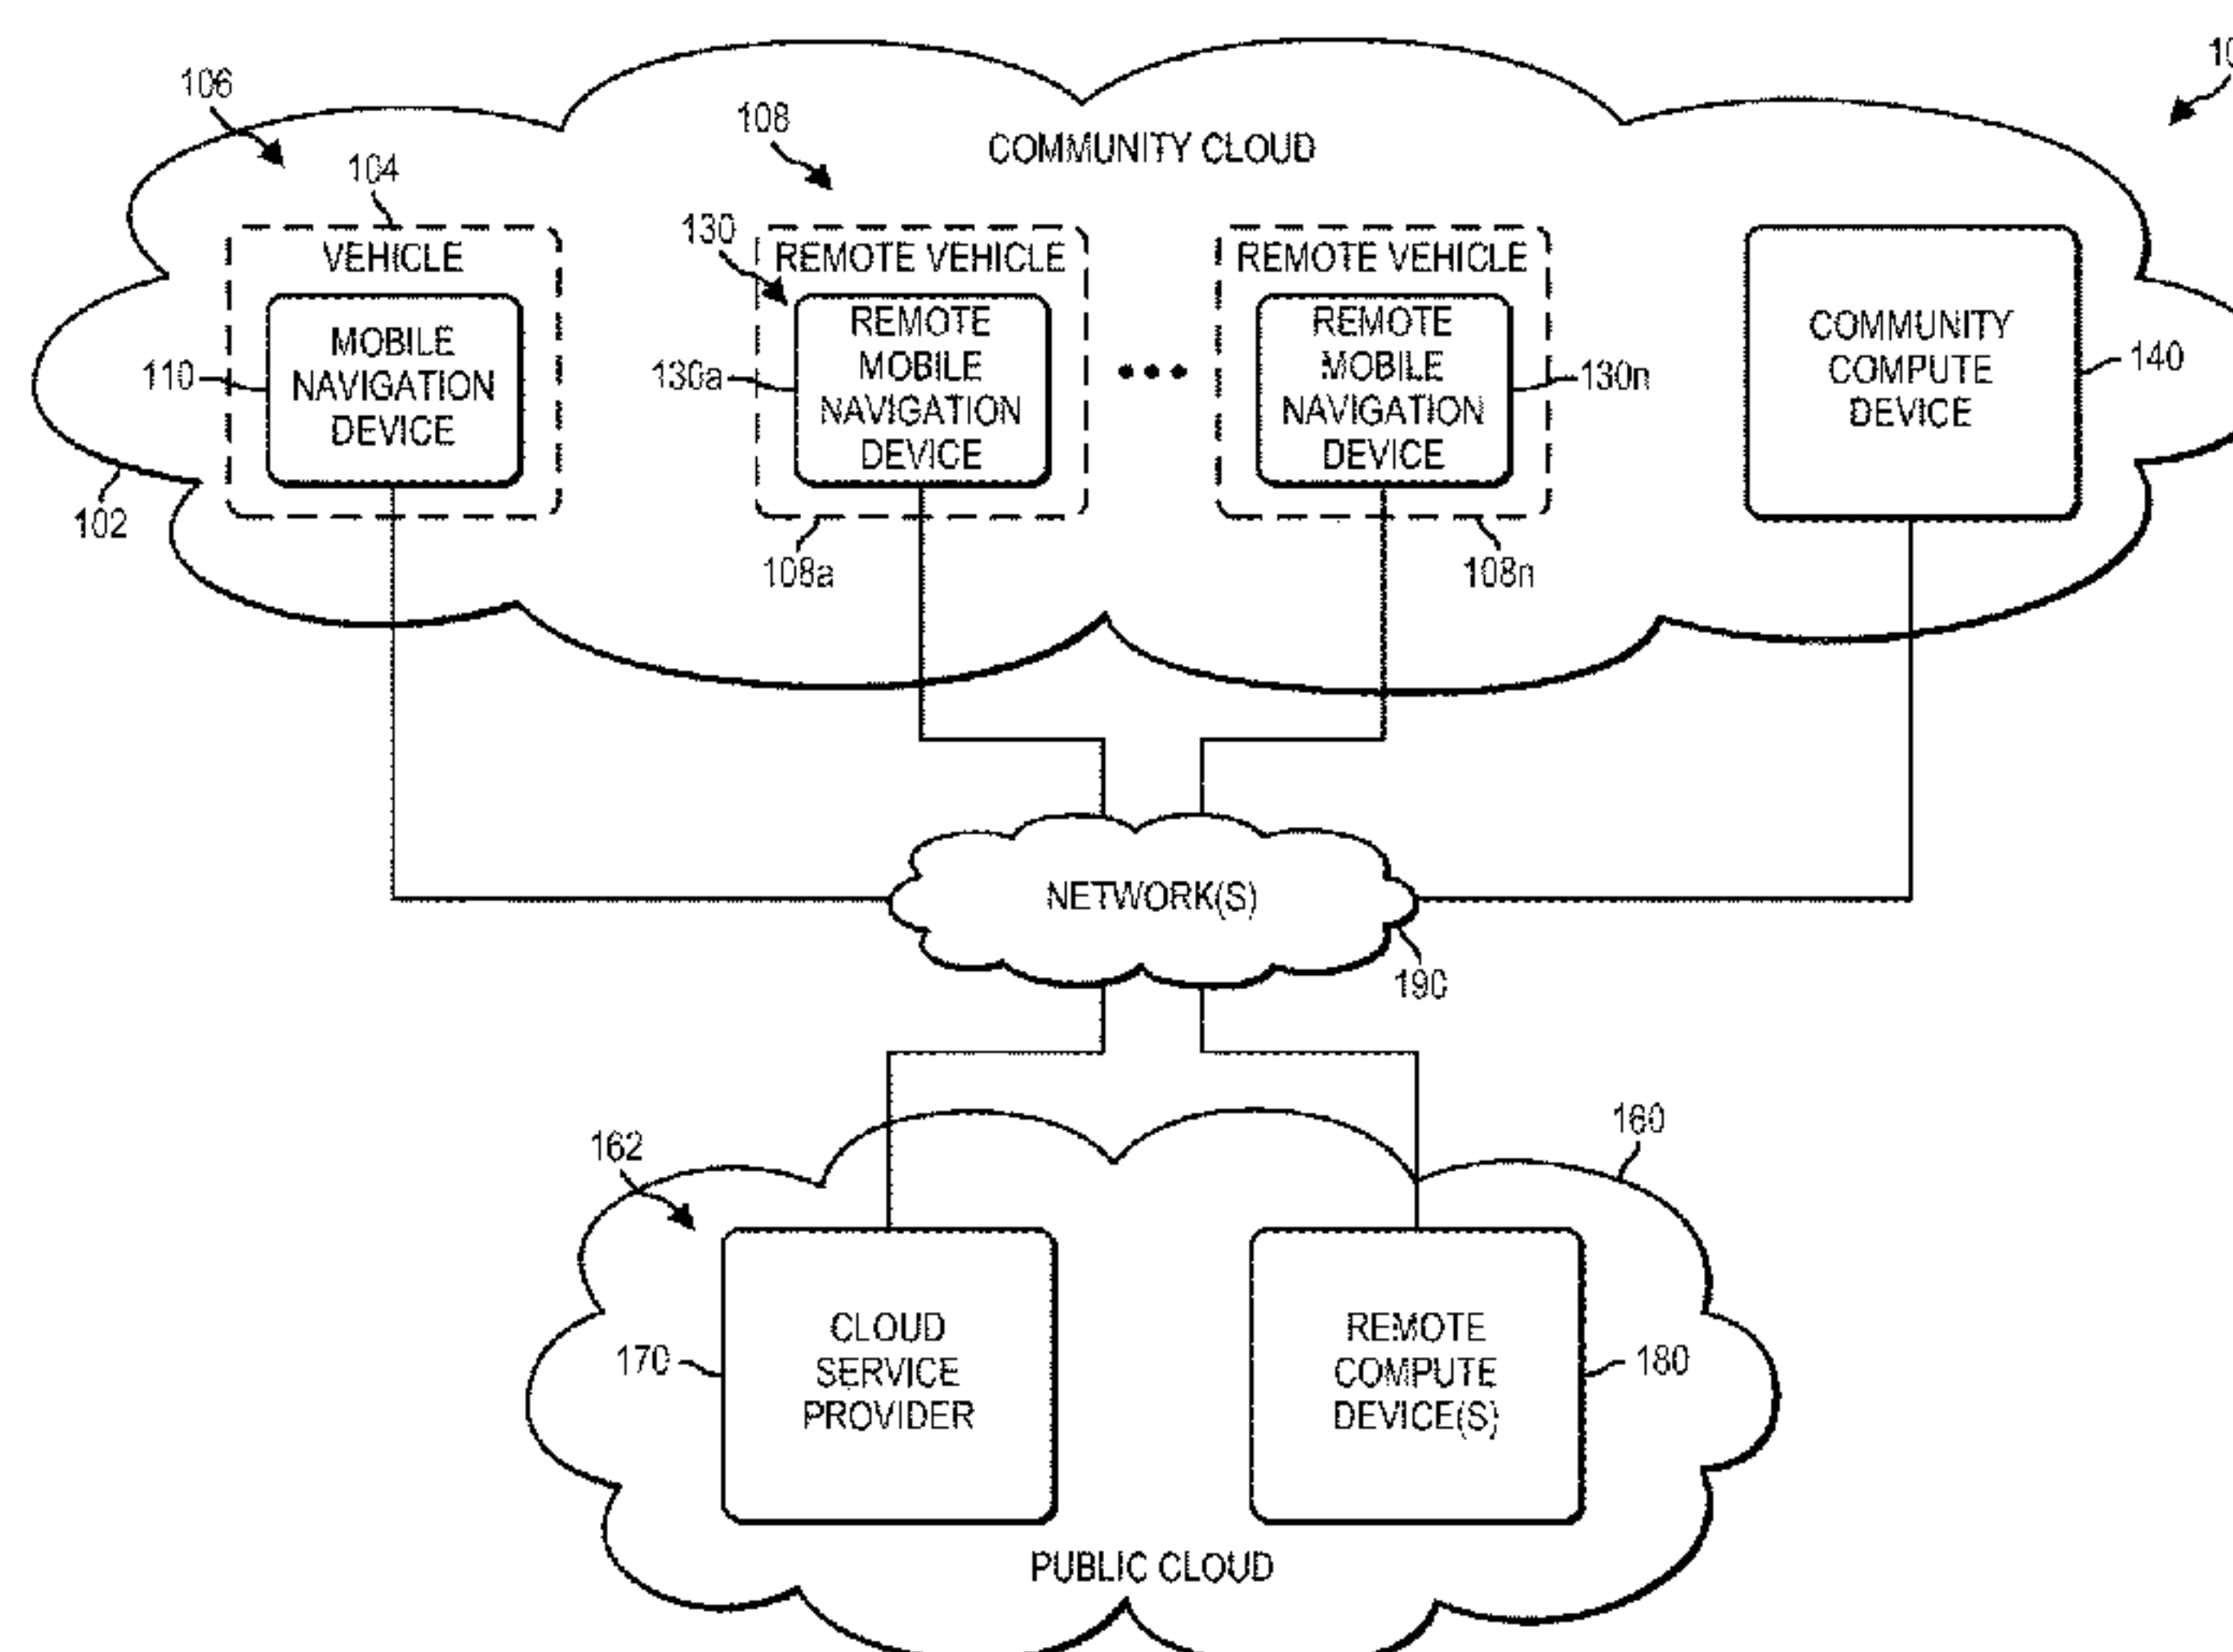 106
108
COMMUNITY CLOUD
104
VEHICLE
130
REMOTE VEHICLE
REMOTE VEHICLE
110
MOBILE
NAVIGATION
DEVICE
130a
REMOTE
MOBILE
NAVIGATION
DEVICE
REMOTE
MOBILE
NAVIGATION
DEVICE
130n
COMMUNITY
COMPUTE
DEVICE
140
102
108a
108n
NETWORK(S)
190
162
160
170
CLOUD
SERVICE
PROVIDER
REMOTE
COMPUTE
DEVICE(S)
180
PUBLIC CLOUD